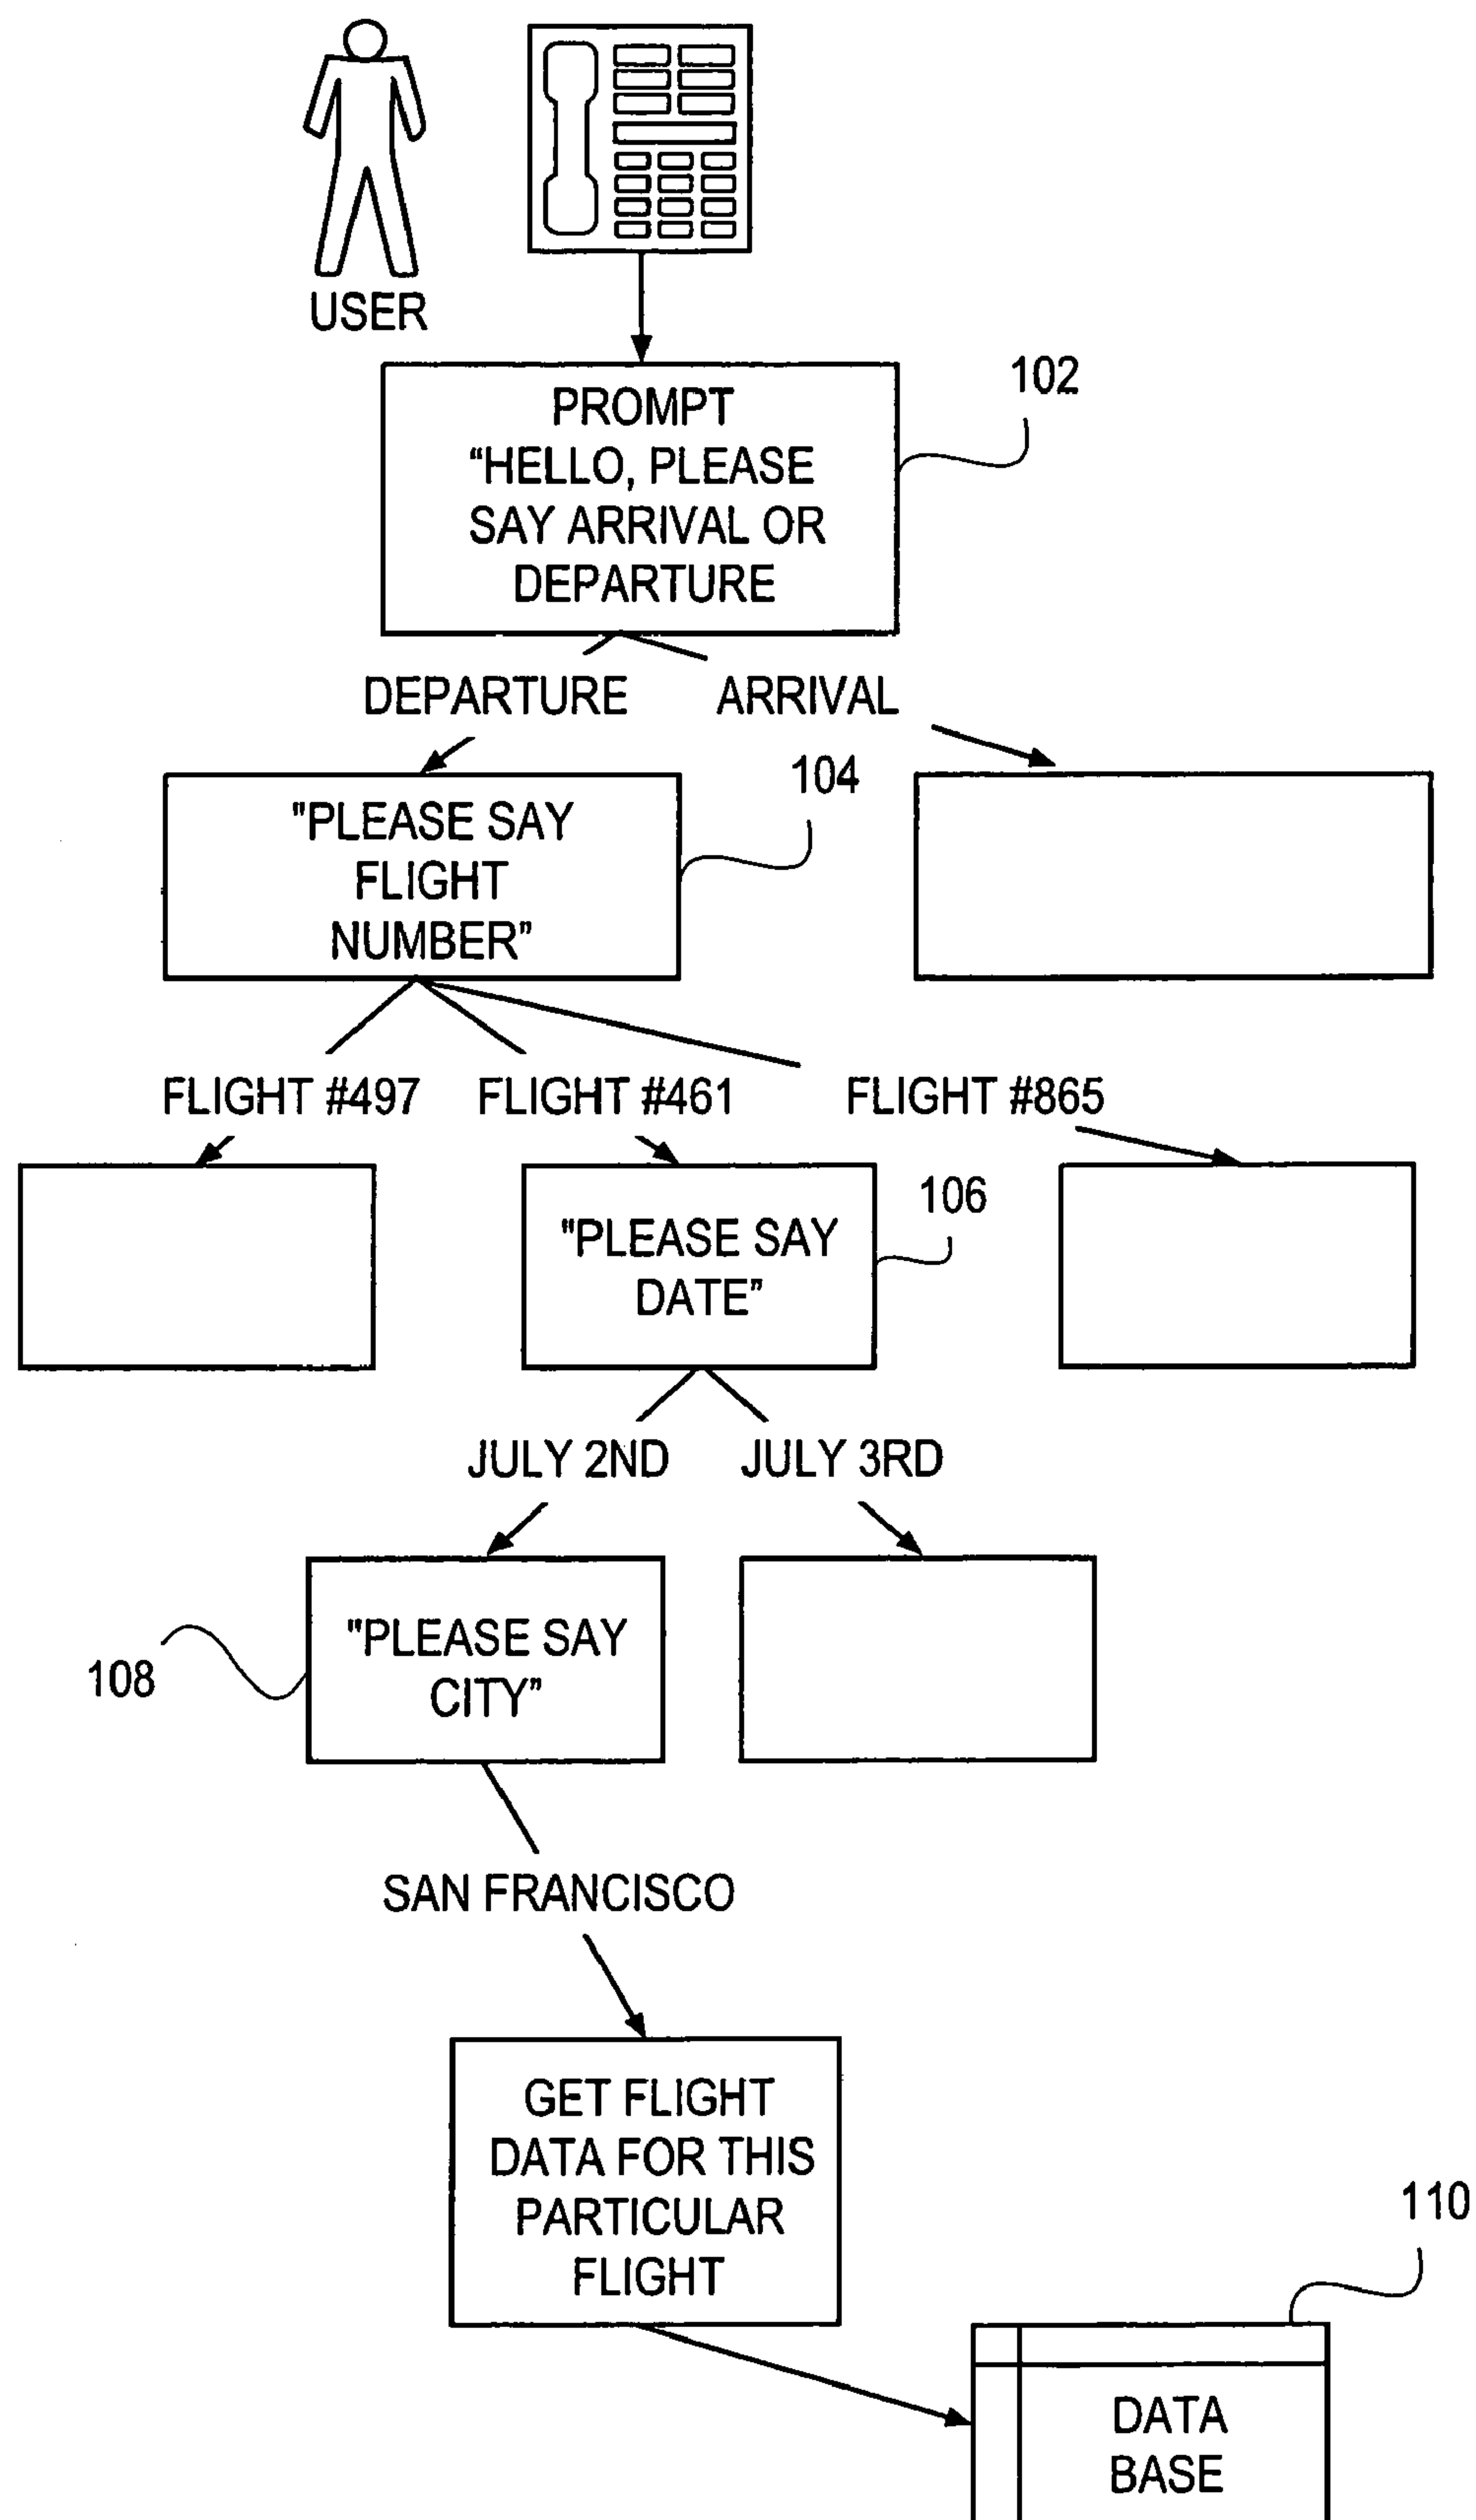 USER
102
PROMPT
“HELLO, PLEASE
SAY ARRIVAL OR
DEPARTURE
DEPARTURE
ARRIVAL
104
"PLEASE SAY
FLIGHT
NUMBER”
FLIGHT #497
FLIGHT #461
FLIGHT #865
106
"PLEASE SAY
DATE”
JULY 2ND
JULY 3RD
108
"PLEASE SAY
CITY”
SAN FRANCISCO
GET FLIGHT
DATA FOR THIS
PARTICULAR
FLIGHT
110
DATA
BASE